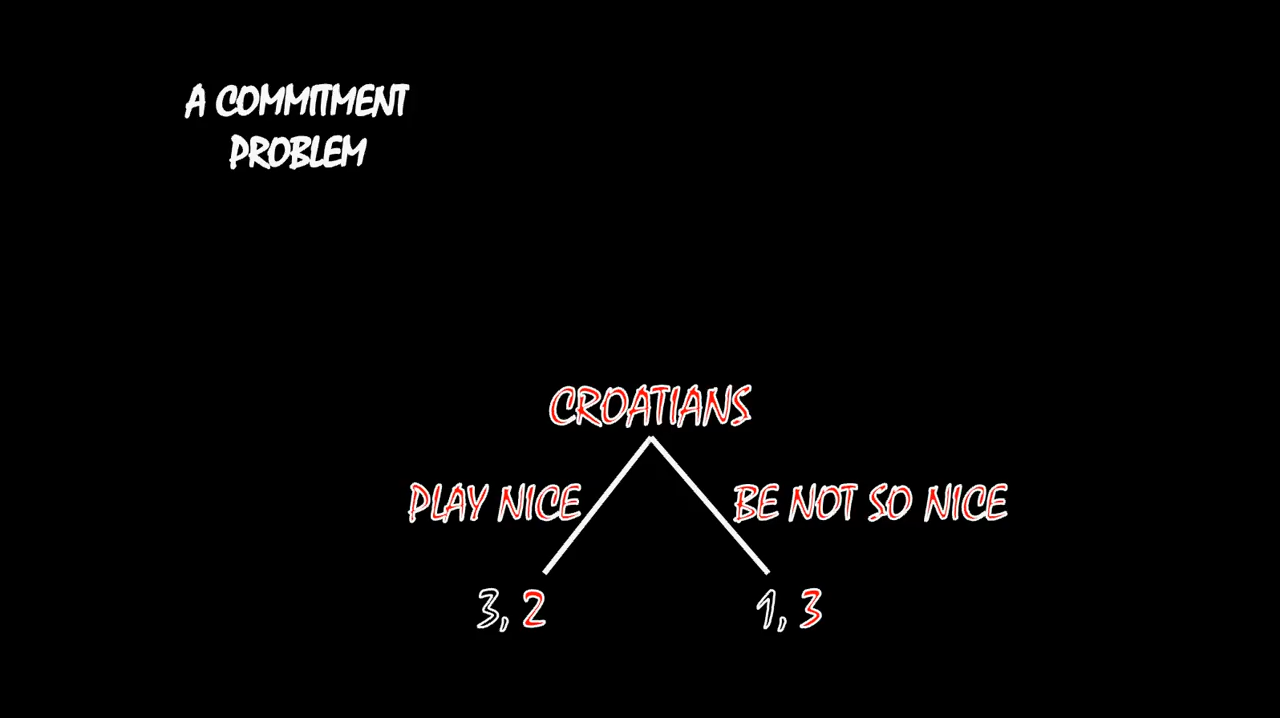 A COMMITMENT
PROBLEM
CROATIANS
PLAY NICE
BE NOT SO NICE
3, 2
1, 3